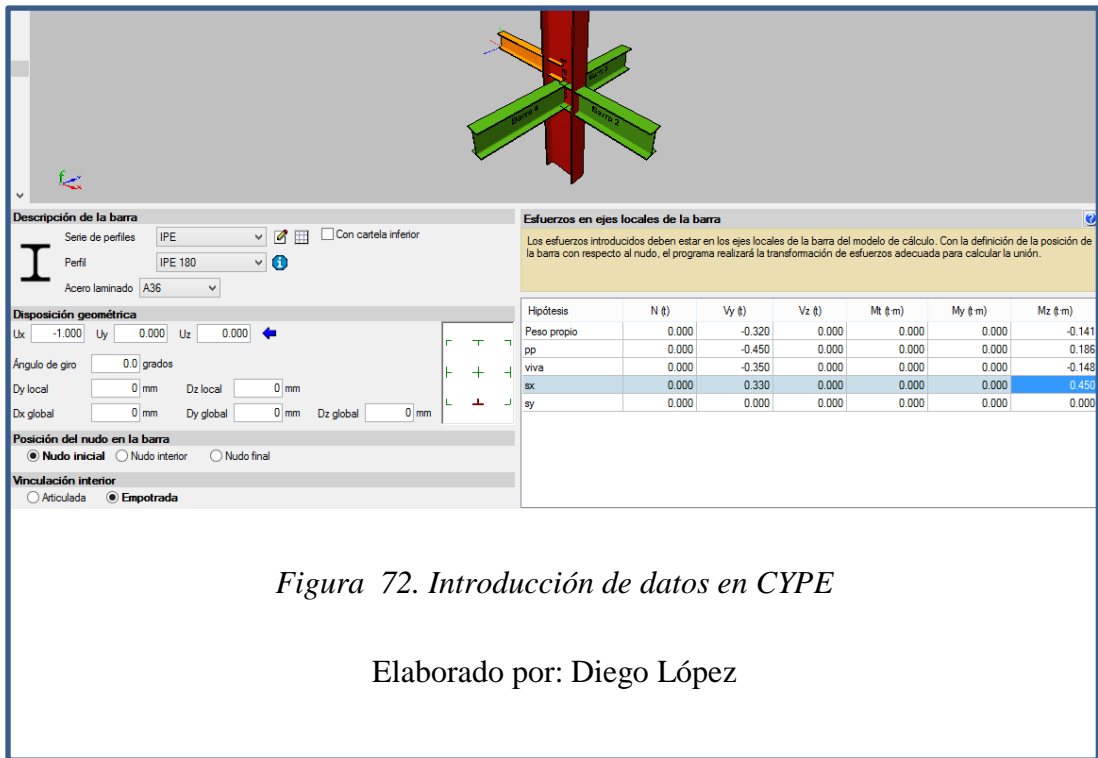 Barra 3
Barra 4
Barra 2
Descripción de la barra
Serie de perfiles IPE Con cartela inferior
Perfil IPE 180
Acero laminado A36
Disposición geométrica
Ux -1.000 Uy 0.000 Uz 0.000
Ángulo de giro 0.0 grados
Dy local 0 mm Dz local 0 mm
Dx global 0 mm Dy global 0 mm Dz global 0 mm
Posición del nudo en la barra
Nudo inicial Nudo interior Nudo final
Vinculación interior
Articulada Empotrada
Esfuerzos en ejes locales de la barra
Los esfuerzos introducidos deben estar en los ejes locales de la barra del modelo de cálculo. Con la definición de la posición de
la barra con respecto al nudo, el programa realizará la transformación de esfuerzos adecuada para calcular la unión.
Hipótesis N (t) Vy (t) Vz (t) Mt (t·m) My (t·m) Mz (t·m)
Peso propio 0.000 -0.320 0.000 0.000 0.000 -0.141
pp 0.000 -0.450 0.000 0.000 0.000 0.186
viva 0.000 -0.350 0.000 0.000 0.000 -0.148
sx 0.000 0.330 0.000 0.000 0.000 0.450
sy 0.000 0.000 0.000 0.000 0.000 0.000
Figura 72. Introducción de datos en CYPE
Elaborado por: Diego López